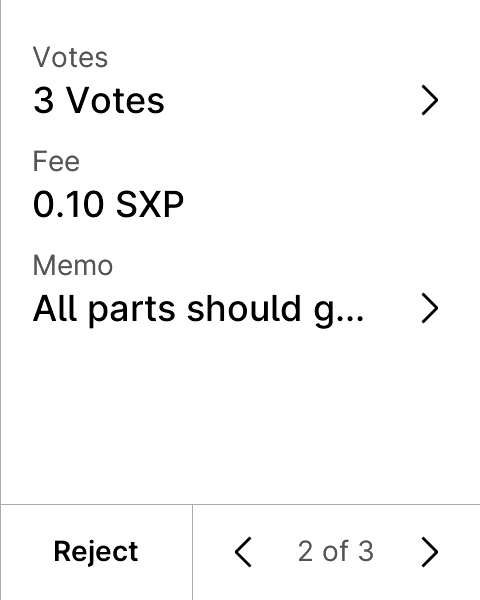 Votes
3 Votes
Fee
0.10 SXP
Memo
All parts should g...
Reject
2 of 3